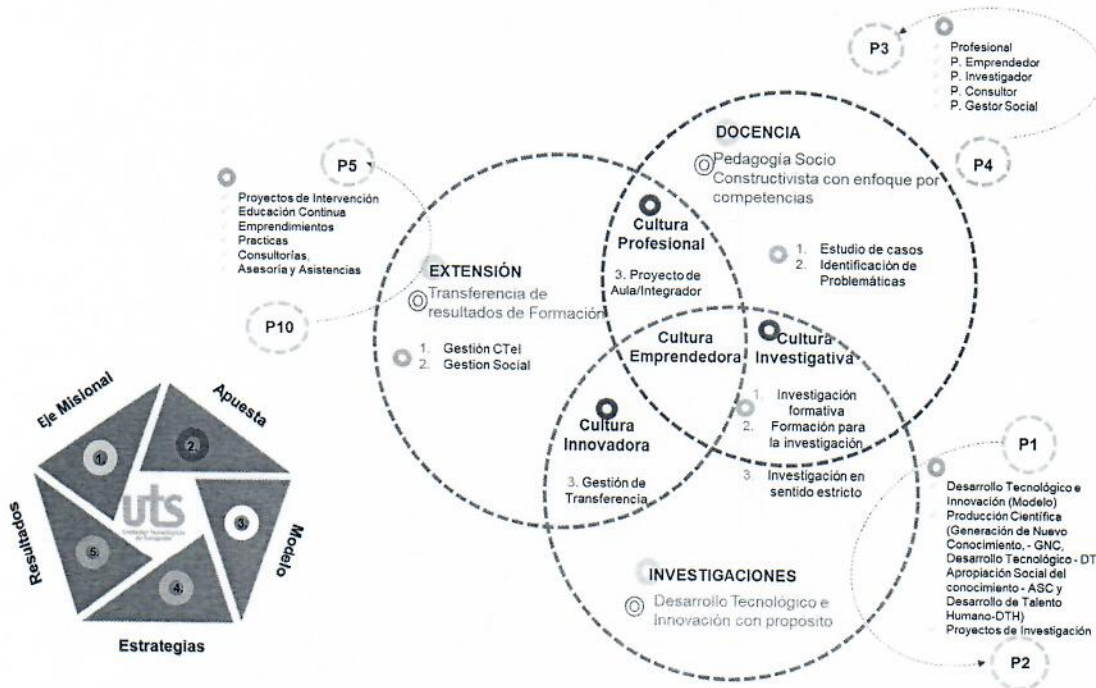 P3
Profesional
P. Emprendedor
P. Investigador
P. Consultor
P. Gestor Social
P4
DOCENCIA
Pedagogía Socio
Constructivista con enfoque por
competencias
Cultura
Profesional
3. Proyecto de
Aula/Integrador
1. Estudio de casos
2. Identificación de
Problemáticas
P5
Proyectos de Intervención
Educación Continua
Emprendimientos
Practicas
Consultorías,
Asesoría y Asistencias
P10
EXTENSIÓN
Transferencia de
resultados de Formación
1. Gestión CTeI
2. Gestion Social
Cultura
Emprendedora
Cultura
Investigativa
1. Investigación
formativa
2. Formación para
la investigación
3. Investigación en
sentido estricto
Cultura
Innovadora
3. Gestión de
Transferencia
INVESTIGACIONES
Desarrollo Tecnológico e
Innovación con propósito
P1
Desarrollo Tecnológico e
Innovación (Modelo)
Producción Científica
(Generación de Nuevo
Conocimiento, - GNC,
Desarrollo Tecnológico - DT
Apropiación Social del
conocimiento - ASC y
Desarrollo de Talento
Humano-DTH)
Proyectos de Investigación
P2
Eje Misional
Apuesta
Modelo
Estrategias
Resultados
1.
2.
3.
4.
5.
uts
Unidades Tecnológicas
de Santander